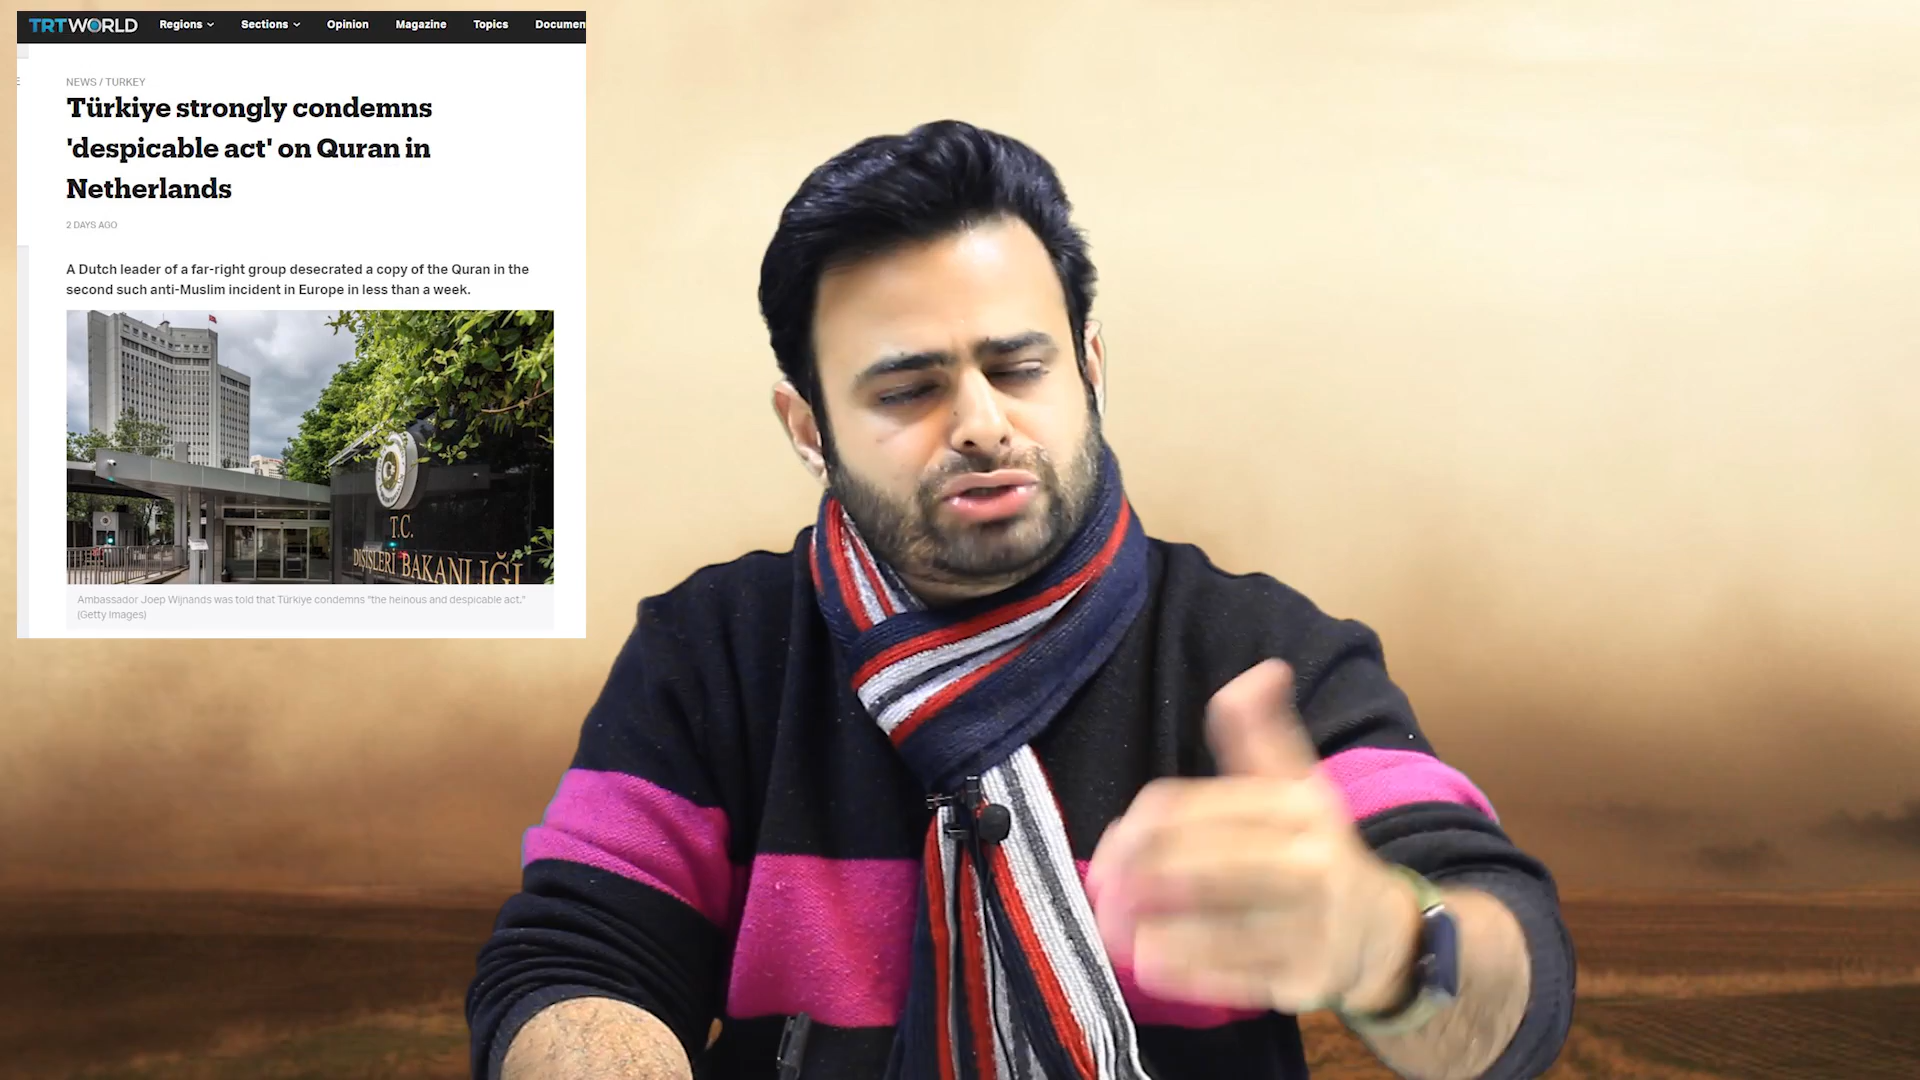 TRTWORLD Regions Sections Opinion Magazine Topics Documen
NEWS / TURKEY
Türkiye strongly condemns
'despicable act' on Quran in
Netherlands
2 DAYS AGO
A Dutch leader of a far-right group desecrated a copy of the Quran in the
second such anti-Muslim incident in Europe in less than a week.
T.C.
DIŞİŞLERİ BAKANLIĞI
Ambassador Joep Wijnands was told that Türkiye condemns "the heinous and despicable act."
(Getty Images)